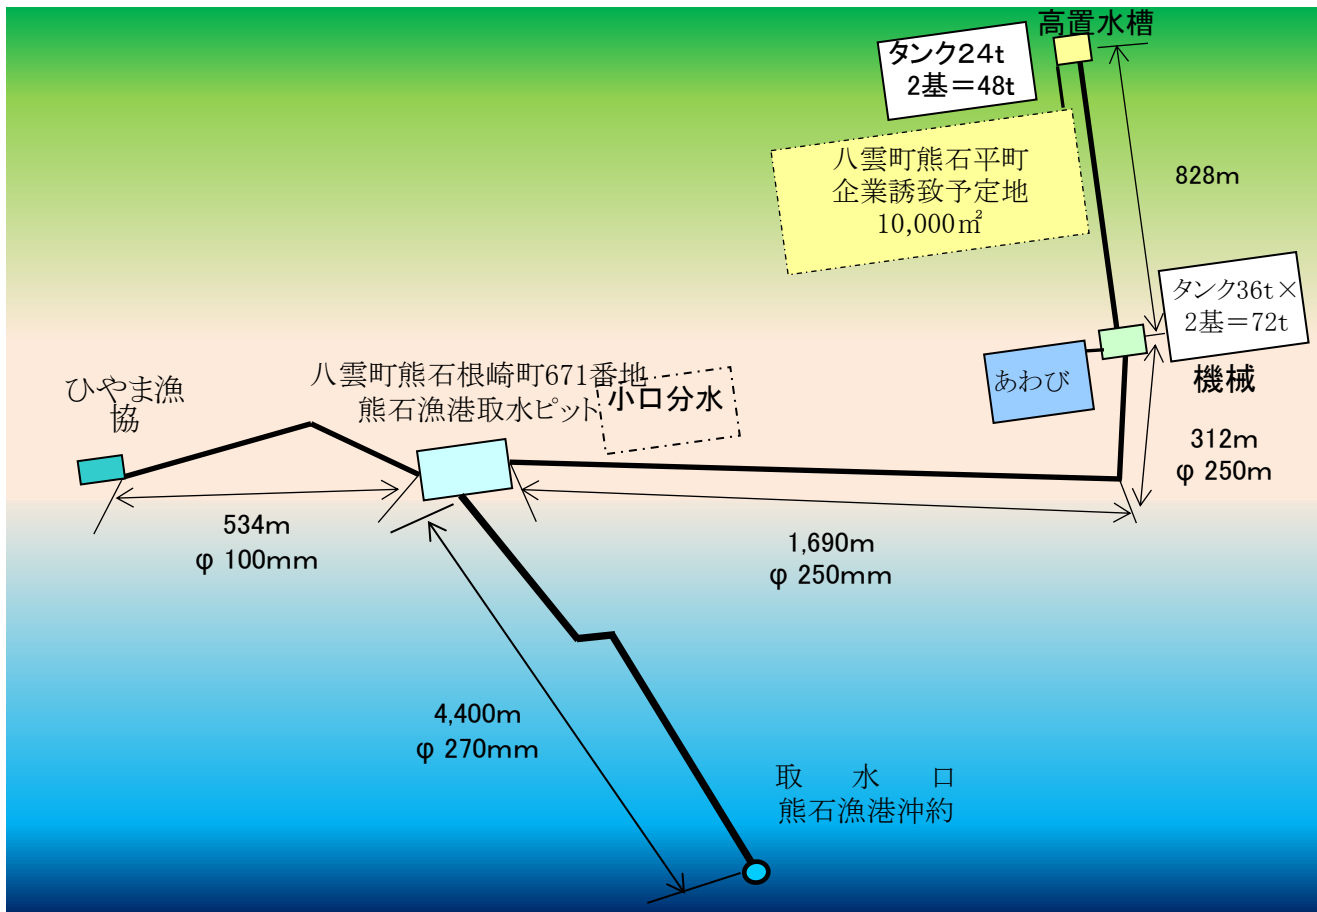 高置水槽
タンク24t
2基＝48t
八雲町熊石平町
企業誘致予定地
10,000㎡
828m
タンク36t×
2基＝72t
機械
あわび
312m
φ 250m
八雲町熊石根崎町671番地
熊石漁港取水ピット
小口分水
ひやま漁
協
534m
φ 100mm
1,690m
φ 250mm
4,400m
φ 270mm
取 水 口
熊石漁港沖約